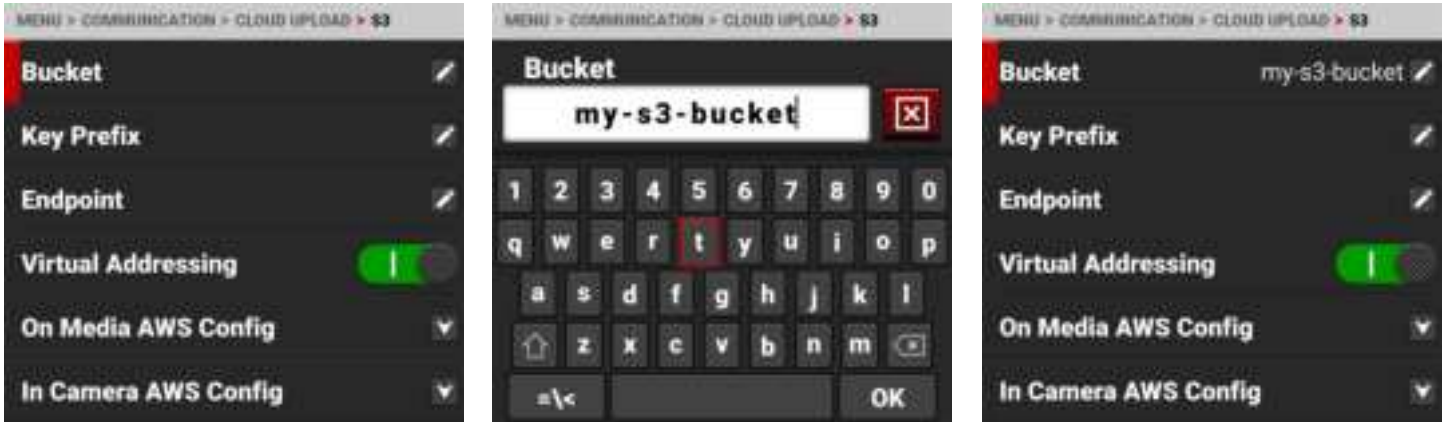 MENU > COMMUNICATION > CLOUD UPLOAD > S3
Bucket
Key Prefix
Endpoint
Virtual Addressing
On Media AWS Config
In Camera AWS Config
MENU > COMMUNICATION > CLOUD UPLOAD > S3
Bucket
my-s3-bucket
1 2 3 4 5 6 7 8 9 0
q w e r t y u i o p
a s d f g h j k l
z x c v b n m
=\< OK
MENU > COMMUNICATION > CLOUD UPLOAD > S3
Bucket my-s3-bucket
Key Prefix
Endpoint
Virtual Addressing
On Media AWS Config
In Camera AWS Config